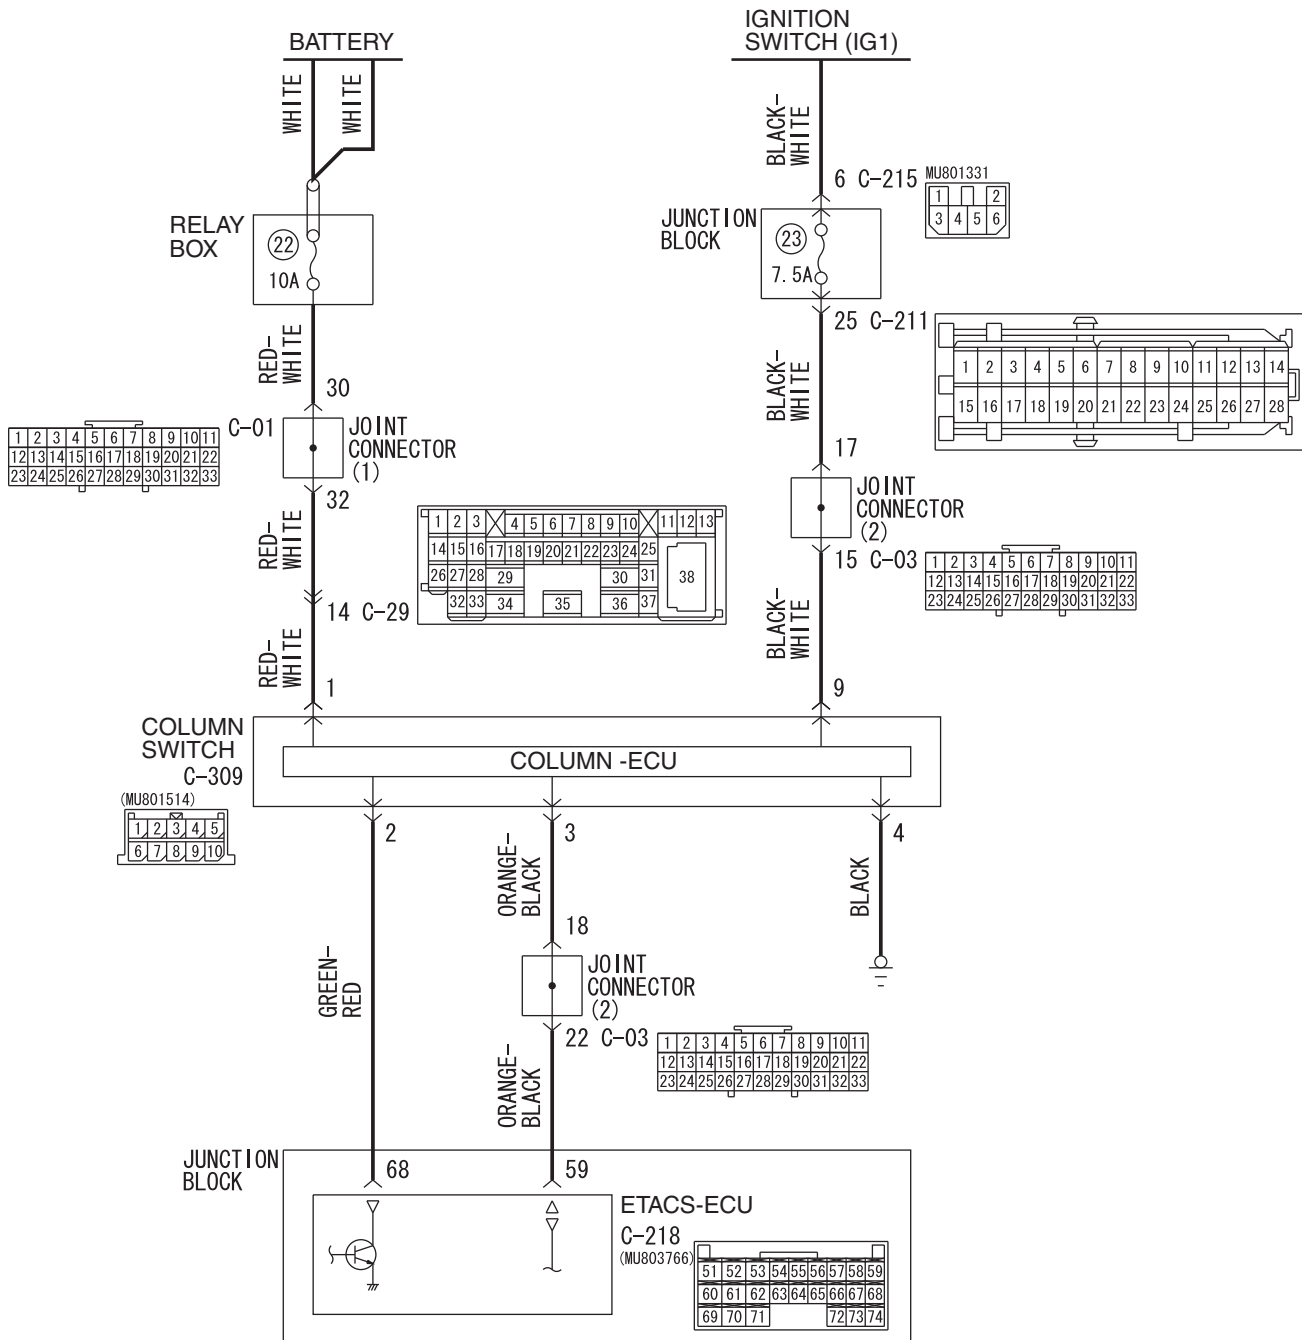 BATTERY
IGNITION
SWITCH (IG1)
WHITE
WHITE
BLACK-
WHITE
6 C-215
MU801331
1 2
3 4 5 6
RELAY
BOX
22
10A
JUNCTION
BLOCK
23
7.5A
25 C-211
1 2 3 4 5 6 7 8 9 10 11 12 13 14
15 16 17 18 19 20 21 22 23 24 25 26 27 28
RED-
WHITE
30
BLACK-
WHITE
C-01
1 2 3 4 5 6 7 8 9 10 11
12 13 14 15 16 17 18 19 20 21 22
23 24 25 26 27 28 29 30 31 32 33
JOINT
CONNECTOR
(1)
32
17
JOINT
CONNECTOR
(2)
15 C-03
1 2 3 4 5 6 7 8 9 10 11
12 13 14 15 16 17 18 19 20 21 22
23 24 25 26 27 28 29 30 31 32 33
RED-
WHITE
1 2 3 4 5 6 7 8 9 10 11 12 13
14 15 16 17 18 19 20 21 22 23 24 25
26 27 28 29 30 31 38
32 33 34 35 36 37
14 C-29
RED-
WHITE
BLACK-
WHITE
1
9
COLUMN
SWITCH
C-309
(MU801514)
1 2 3 4 5
6 7 8 9 10
COLUMN -ECU
2
3
4
GREEN-
RED
ORANGE-
BLACK
BLACK
18
JOINT
CONNECTOR
(2)
22 C-03
1 2 3 4 5 6 7 8 9 10 11
12 13 14 15 16 17 18 19 20 21 22
23 24 25 26 27 28 29 30 31 32 33
ORANGE-
BLACK
JUNCTION
BLOCK
68
59
ETACS-ECU
C-218
(MU803766)
51 52 53 54 55 56 57 58 59
60 61 62 63 64 65 66 67 68
69 70 71 72 73 74